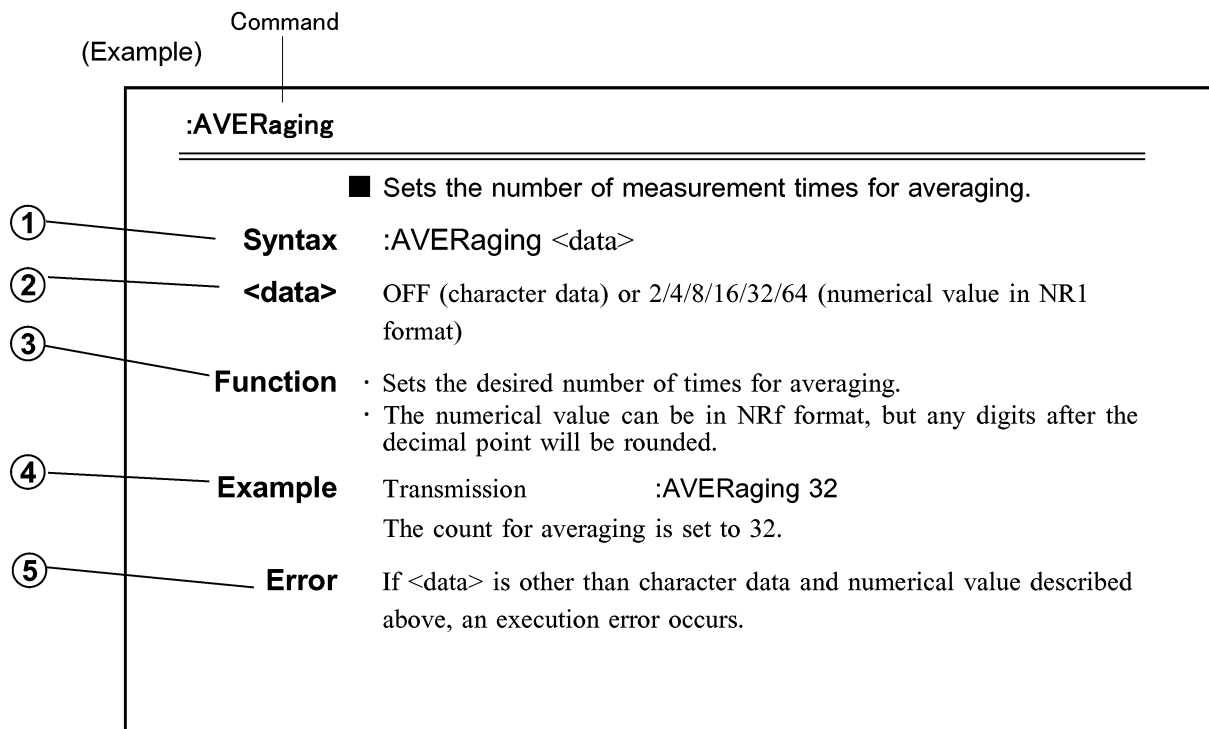 Command
(Example)
:AVERaging
■ Sets the number of measurement times for averaging.
① Syntax :AVERaging <data>
② <data> OFF (character data) or 2/4/8/16/32/64 (numerical value in NR1
format)
③ Function · Sets the desired number of times for averaging.
· The numerical value can be in NRf format, but any digits after the
decimal point will be rounded.
④ Example Transmission :AVERaging 32
The count for averaging is set to 32.
⑤ Error If <data> is other than character data and numerical value described
above, an execution error occurs.